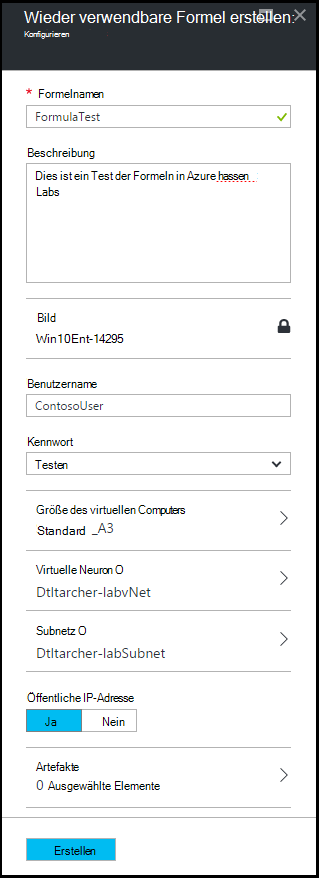 Wieder verwendbare Formel erstellen:
Konfigurieren
* Formelnamen
FormulaTest
Beschreibung
Dies ist ein Test der Formeln in Azure hassen
Labs
Bild
Win10Ent-14295
Benutzername
ContosoUser
Kennwort
Testen
Größe des virtuellen Computers
Standard _A3
Virtuelle Neuron O
Dtltarcher-labvNet
Subnetz O
Dtltarcher-labSubnet
Öffentliche IP-Adresse
Ja Nein
Artefakte
0 Ausgewählte Elemente
Erstellen